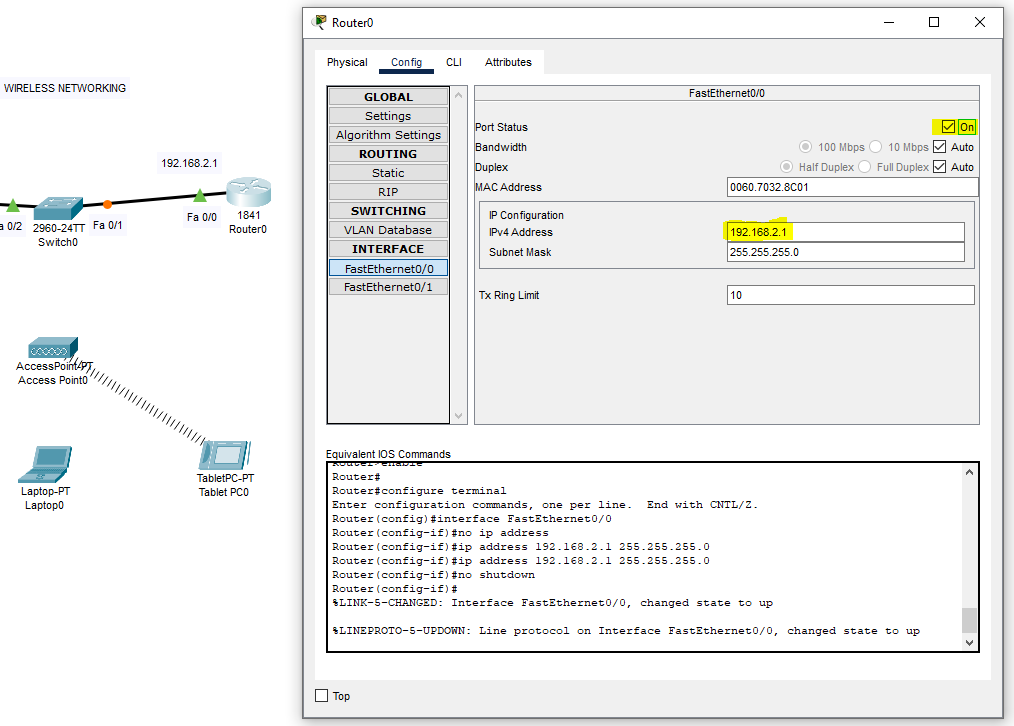 Router0
Physical Config CLI Attributes
WIRELESS NETWORKING
192.168.2.1
a 0/2
2960-24TT
Switch0
Fa 0/1
Fa 0/0
1841
Router0
AccessPoint-PT
Access Point0
Laptop-PT
Laptop0
TabletPC-PT
Tablet PC0
GLOBAL
Settings
Algorithm Settings
ROUTING
Static
RIP
SWITCHING
VLAN Database
INTERFACE
FastEthernet0/0
FastEthernet0/1
FastEthernet0/0
Port Status On
Bandwidth 100 Mbps 10 Mbps Auto
Duplex Half Duplex Full Duplex Auto
MAC Address 0060.7032.8C01
IP Configuration
IPv4 Address 192.168.2.1
Subnet Mask 255.255.255.0
Tx Ring Limit 10
Equivalent IOS Commands
Router>enable
Router#
Router#configure terminal
Enter configuration commands, one per line. End with CNTL/Z.
Router(config)#interface FastEthernet0/0
Router(config-if)#no ip address
Router(config-if)#ip address 192.168.2.1 255.255.255.0
Router(config-if)#ip address 192.168.2.1 255.255.255.0
Router(config-if)#no shutdown
Router(config-if)#
%LINK-5-CHANGED: Interface FastEthernet0/0, changed state to up
%LINEPROTO-5-UPDOWN: Line protocol on Interface FastEthernet0/0, changed state to up
Top